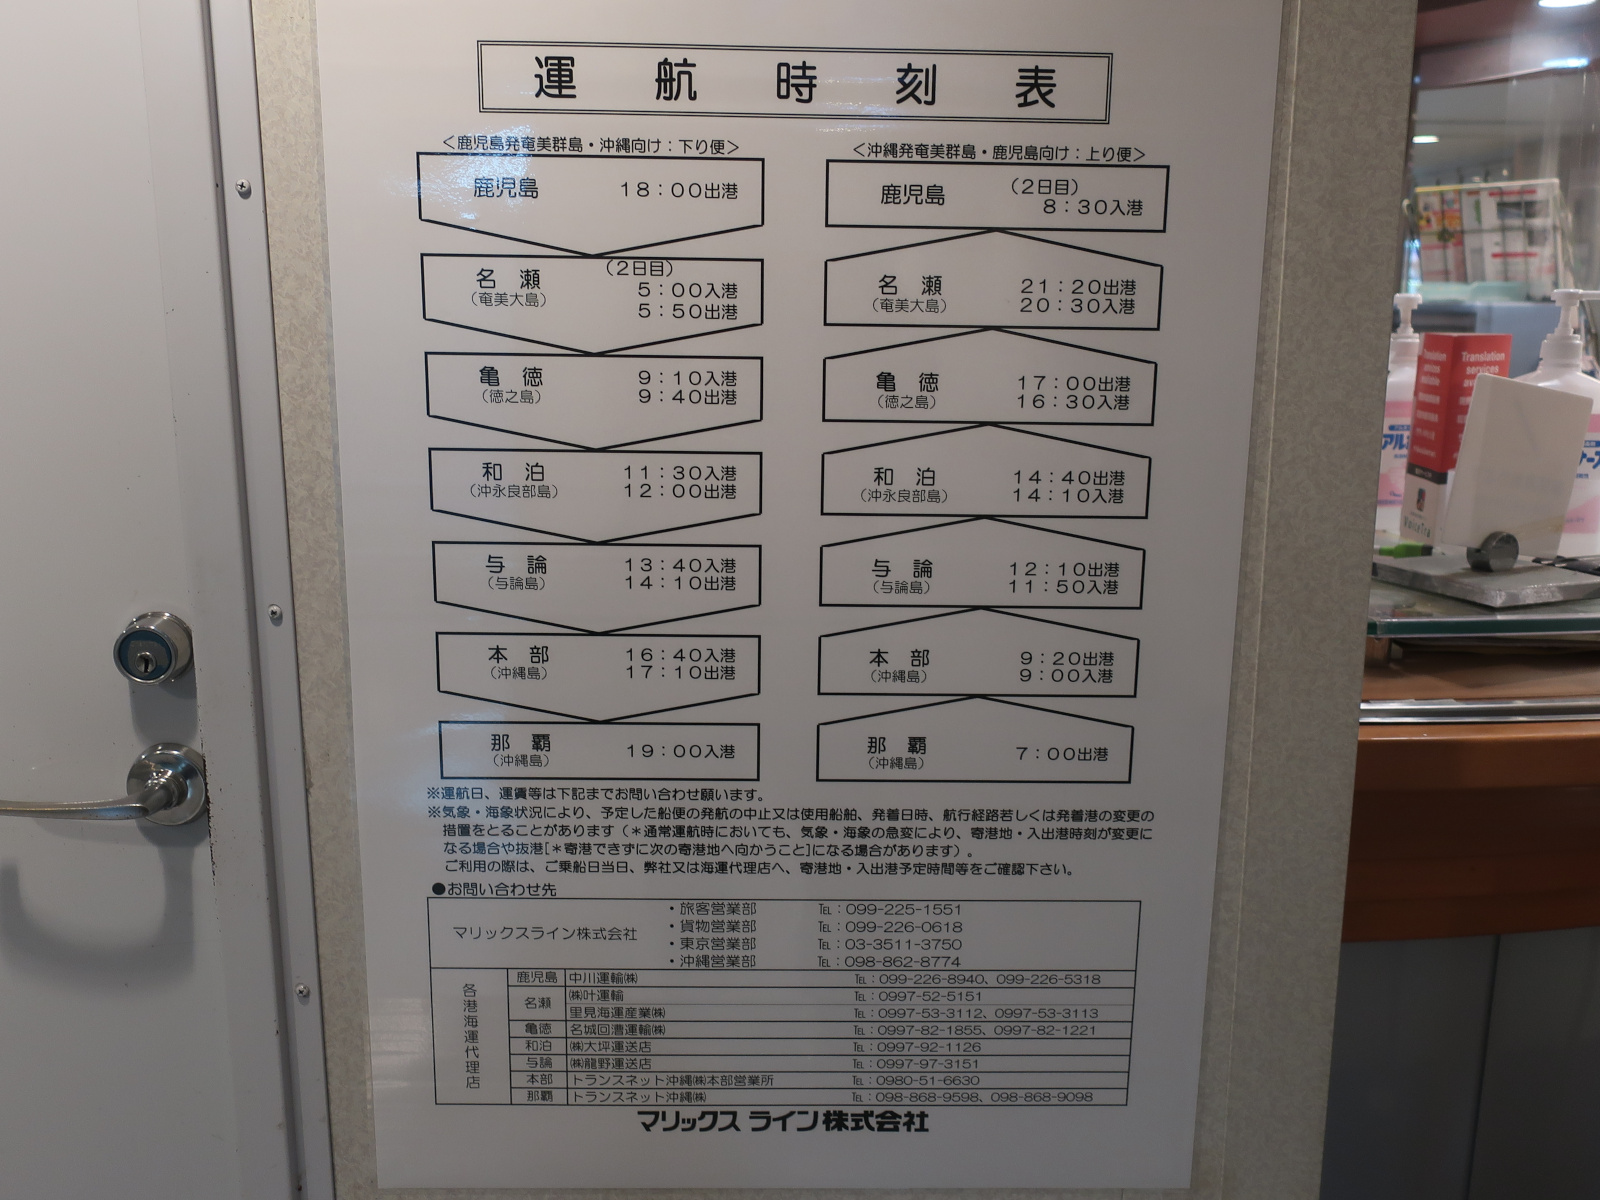 運航時刻表
<鹿児島発奄美群島・沖縄向け：下り便>
鹿児島 18：00出港
名瀬 (2日目)
(奄美大島) 5：00入港
5：50出港
亀徳 9：10入港
(徳之島) 9：40出港
和泊 11：30入港
(沖永良部島) 12：00出港
与論 13：40入港
(与論島) 14：10出港
本部 16：40入港
(沖縄島) 17：10出港
那覇 19：00入港
(沖縄島)
<沖縄発奄美群島・鹿児島向け：上り便>
鹿児島 (2日目)
8：30入港
名瀬 21：20出港
(奄美大島) 20：30入港
亀徳 17：00出港
(徳之島) 16：30入港
和泊 14：40出港
(沖永良部島) 14：10入港
与論 12：10出港
(与論島) 11：50入港
本部 9：20出港
(沖縄島) 9：00入港
那覇 7：00出港
(沖縄島)
※運航日、運賃等は下記までお問い合わせ願います。
※気象・海象状況により、予定した船便の発航の中止又は使用船舶、発着日時、航行経路若しくは発着港の変更の
措置をとることがあります（＊通常運航時においても、気象・海象の急変により、寄港地・入出港時刻が変更に
なる場合や抜港[＊寄港できずに次の寄港地へ向かうこと]になる場合があります）。
ご利用の際は、ご乗船日当日、弊社又は海運代理店へ、寄港地・入出港予定時間等をご確認下さい。
●お問い合わせ先
マリックスライン株式会社
・旅客営業部 TEL：099-225-1551
・貨物営業部 TEL：099-226-0618
・東京営業部 TEL：03-3511-3750
・沖縄営業部 TEL：098-862-8774
各港海運代理店
鹿児島 中川運輸㈱ TEL：099-226-8940、099-226-5318
名瀬 ㈱叶運輸 TEL：0997-52-5151
里見海運産業㈱ TEL：0997-53-3112、0997-53-3113
亀徳 名城回漕運輸㈱ TEL：0997-82-1855、0997-82-1221
和泊 ㈱大坪運送店 TEL：0997-92-1126
与論 ㈱龍野運送店 TEL：0997-97-3151
本部 トランスネット沖縄㈱本部営業所 TEL：0980-51-6630
那覇 トランスネット沖縄㈱ TEL：098-868-9598、098-868-9098
マリックスライン株式会社
Translation
services